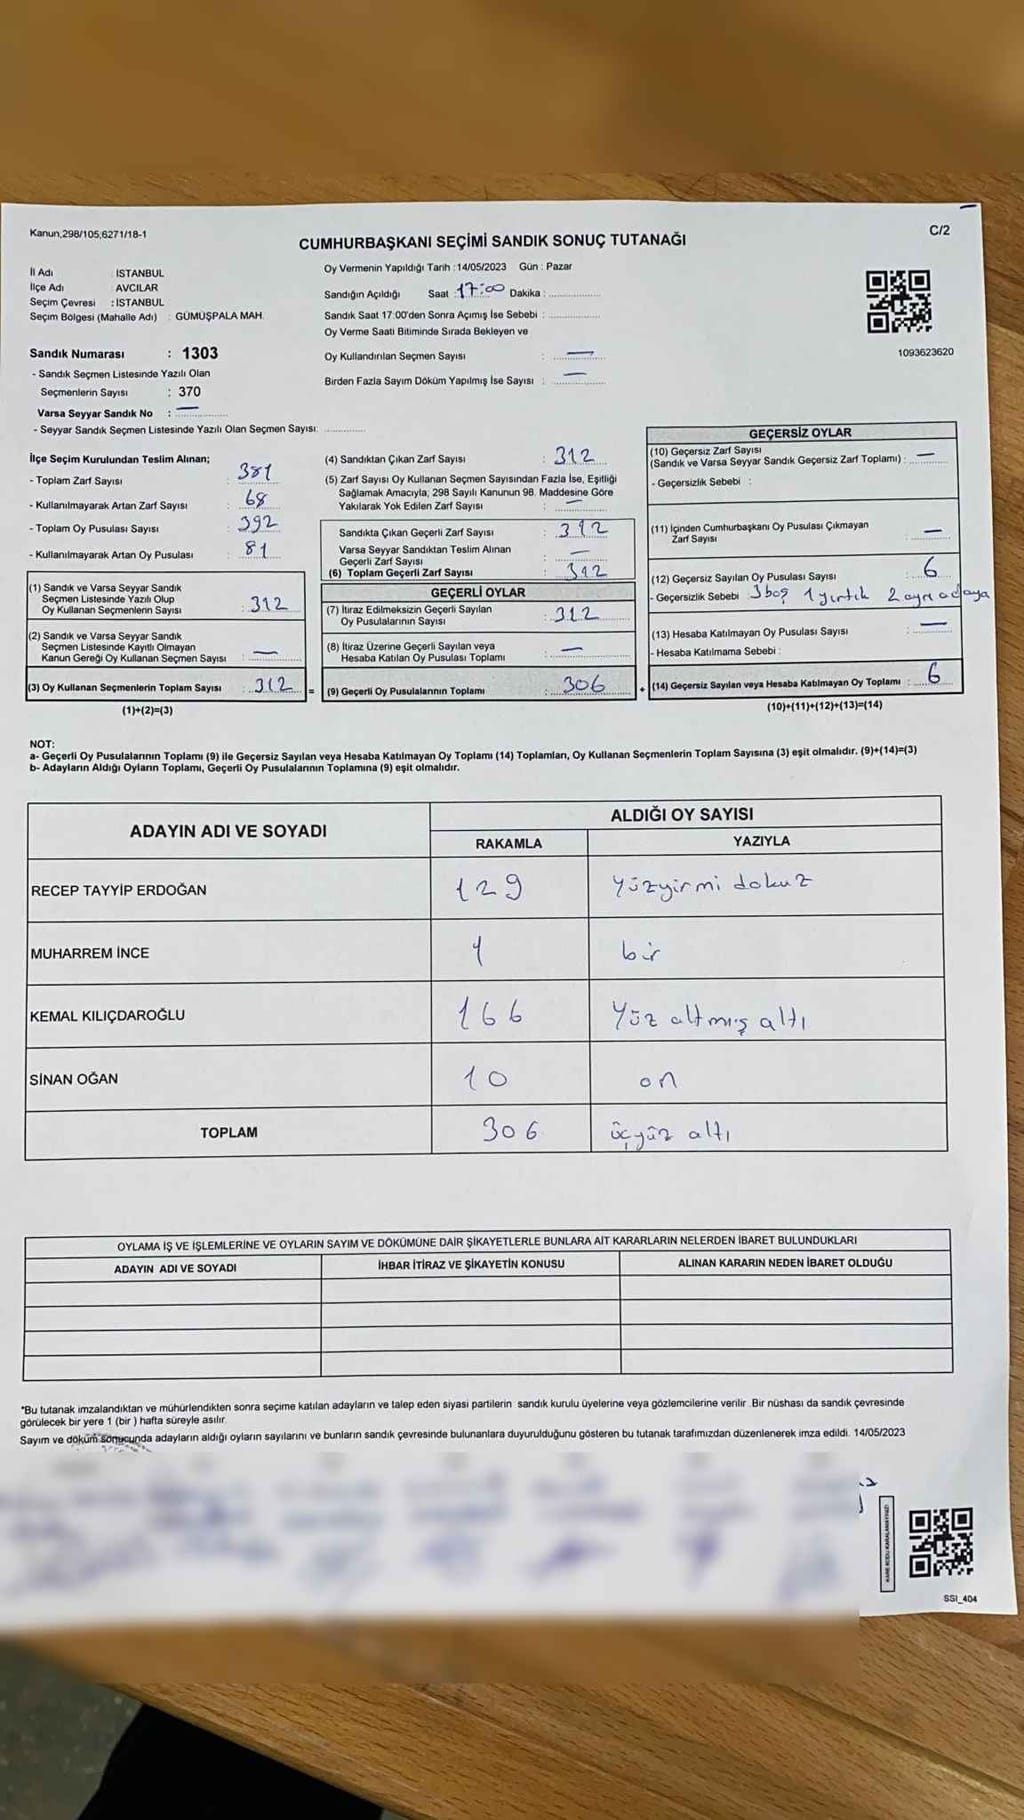 Kanun,298/105,6271/18-1
C/2
CUMHURBAŞKANI SEÇİMİ SANDIK SONUÇ TUTANAĞI
İl Adı : İSTANBUL
İlçe Adı : AVCILAR
Seçim Çevresi : İSTANBUL
Seçim Bölgesi (Mahalle Adı) : GÜMÜŞPALA MAH.
Oy Vermenin Yapıldığı Tarih :14/05/2023 Gün : Pazar
Sandığın Açıldığı Saat 17:00 Dakika :
Sandık Saat 17:00'den Sonra Açımış İse Sebebi :
Oy Verme Saati Bitiminde Sırada Bekleyen ve
Oy Kullandırılan Seçmen Sayısı : —
Birden Fazla Sayım Döküm Yapılmış İse Sayısı : —
1093623620
Sandık Numarası : 1303
- Sandık Seçmen Listesinde Yazılı Olan
Seçmenlerin Sayısı : 370
Varsa Seyyar Sandık No : —
- Seyyar Sandık Seçmen Listesinde Yazılı Olan Seçmen Sayısı:
İlçe Seçim Kurulundan Teslim Alınan;
- Toplam Zarf Sayısı : 381
- Kullanılmayarak Artan Zarf Sayısı : 68
- Toplam Oy Pusulası Sayısı : 392
- Kullanılmayarak Artan Oy Pusulası : 81
(1) Sandık ve Varsa Seyyar Sandık
Seçmen Listesinde Yazılı Olup
Oy Kullanan Seçmenlerin Sayısı : 312
(2) Sandık ve Varsa Seyyar Sandık
Seçmen Listesinde Kayıtlı Olmayan
Kanun Gereği Oy Kullanan Seçmen Sayısı : —
(3) Oy Kullanan Seçmenlerin Toplam Sayısı : 312 =
(1)+(2)=(3)
(4) Sandıktan Çıkan Zarf Sayısı : 312
(5) Zarf Sayısı Oy Kullanan Seçmen Sayısından Fazla İse, Eşitliği
Sağlamak Amacıyla; 298 Sayılı Kanunun 98. Maddesine Göre
Yakılarak Yok Edilen Zarf Sayısı : —
Sandıkta Çıkan Geçerli Zarf Sayısı : 312
Varsa Seyyar Sandıktan Teslim Alınan
Geçerli Zarf Sayısı : —
(6) Toplam Geçerli Zarf Sayısı : 312
GEÇERLİ OYLAR
(7) İtiraz Edilmeksizin Geçerli Sayılan
Oy Pusulalarının Sayısı : 312
(8) İtiraz Üzerine Geçerli Sayılan veya
Hesaba Katılan Oy Pusulası Toplamı : —
(9) Geçerli Oy Pusulalarının Toplamı : 306 +
GEÇERSİZ OYLAR
(10) Geçersiz Zarf Sayısı
(Sandık ve Varsa Seyyar Sandık Geçersiz Zarf Toplamı) : —
- Geçersizlik Sebebi :
(11) İçinden Cumhurbaşkanı Oy Pusulası Çıkmayan
Zarf Sayısı : —
(12) Geçersiz Sayılan Oy Pusulası Sayısı : 6
- Geçersizlik Sebebi : 3 boş 1 yırtık 2 ayrı adaya
(13) Hesaba Katılmayan Oy Pusulası Sayısı : —
- Hesaba Katılmama Sebebi :
(14) Geçersiz Sayılan veya Hesaba Katılmayan Oy Toplamı : 6
(10)+(11)+(12)+(13)=(14)
NOT:
a- Geçerli Oy Pusulalarının Toplamı (9) ile Geçersiz Sayılan veya Hesaba Katılmayan Oy Toplamı (14) Toplamları, Oy Kullanan Seçmenlerin Toplam Sayısına (3) eşit olmalıdır. (9)+(14)=(3)
b- Adayların Aldığı Oyların Toplamı, Geçerli Oy Pusulalarının Toplamına (9) eşit olmalıdır.
ADAYIN ADI VE SOYADI
ALDIĞI OY SAYISI
RAKAMLA YAZIYLA
RECEP TAYYİP ERDOĞAN 129 yüzyirmi dokuz
MUHARREM İNCE 1 bir
KEMAL KILIÇDAROĞLU 166 Yüz altmış altı
SİNAN OĞAN 10 on
TOPLAM 306 üçyüz altı
OYLAMA İŞ VE İŞLEMLERİNE VE OYLARIN SAYIM VE DÖKÜMÜNE DAİR ŞİKAYETLERLE BUNLARA AİT KARARLARIN NELERDEN İBARET BULUNDUKLARI
ADAYIN ADI VE SOYADI İHBAR İTİRAZ VE ŞİKAYETİN KONUSU ALINAN KARARIN NEDEN İBARET OLDUĞU
*Bu tutanak imzalandıktan ve mühürlendikten sonra seçime katılan adayların ve talep eden siyasi partilerin sandık kurulu üyelerine veya gözlemcilerine verilir .Bir nüshası da sandık çevresinde
görülecek bir yere 1 (bir ) hafta süreyle asılır.
Sayım ve döküm sonucunda adayların aldığı oyların sayılarını ve bunların sandık çevresinde bulunanlara duyurulduğunu gösteren bu tutanak tarafımızdan düzenlenerek imza edildi. 14/05/2023
SSI_404